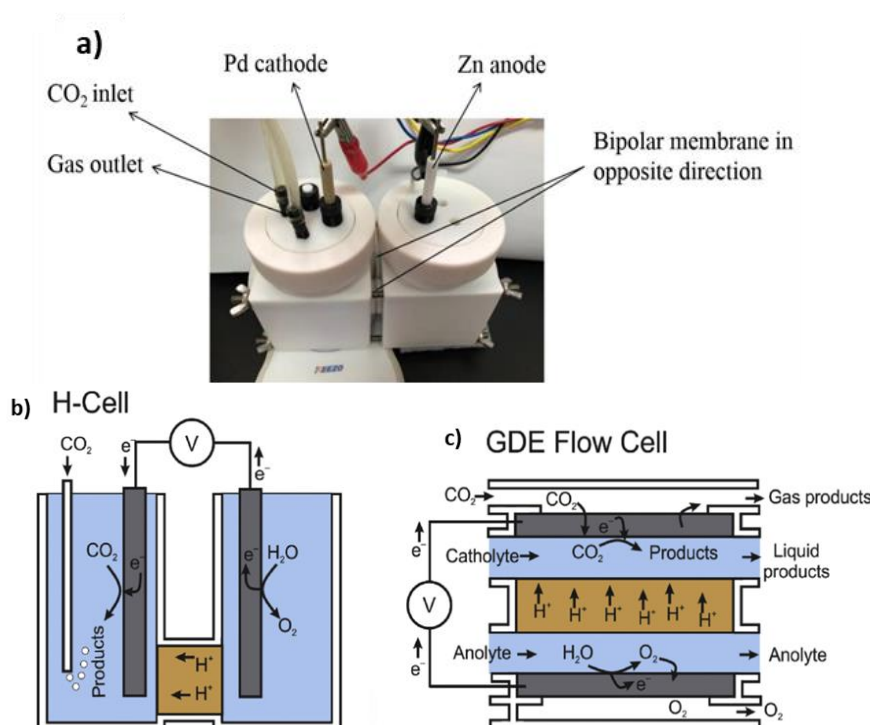 a)
Pd cathode
Zn anode
CO₂ inlet
Gas outlet
Bipolar membrane in
opposite direction
b) H-Cell
CO₂
e⁻
V
e⁻
CO₂
e⁻
Products
H⁺
H⁺
e⁻
H₂O
O₂
c) GDE Flow Cell
CO₂
CO₂
e⁻
Gas products
e⁻
Catholyte
CO₂
Products
Liquid
products
V
H⁺
H⁺
H⁺
H⁺
H⁺
H⁺
e⁻
Anolyte
H₂O
O₂
e⁻
Anolyte
O₂
O₂